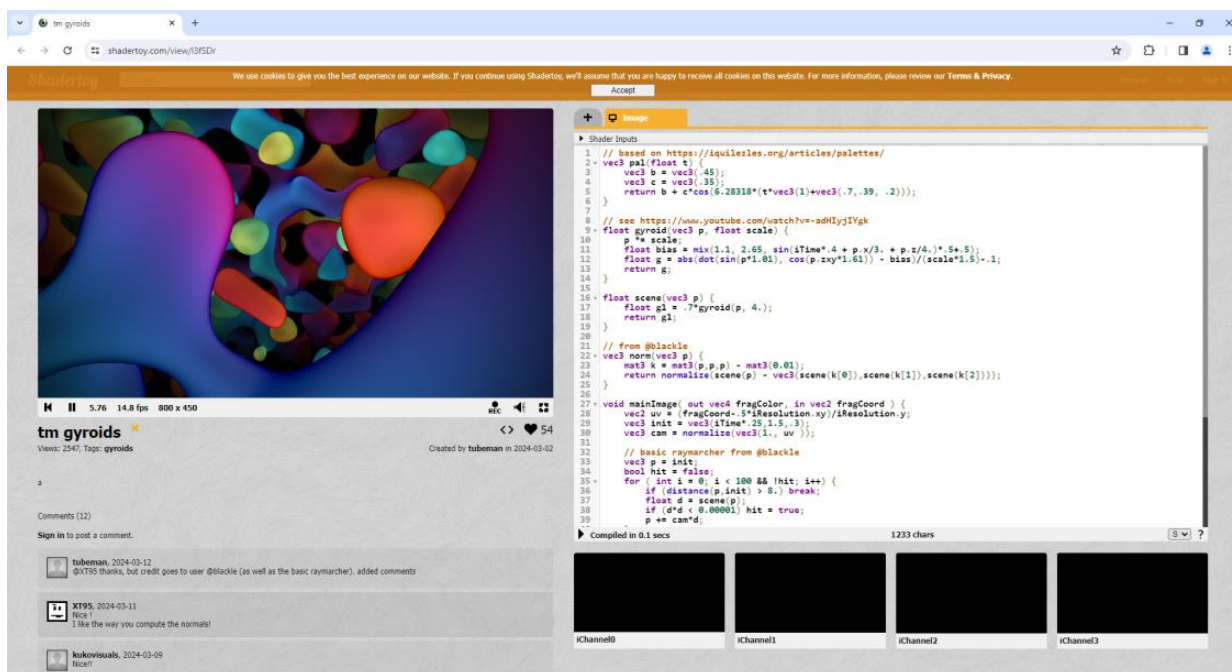 tm gyroids
shadertoy.com/view/l3fSDr
Shadertoy
We use cookies to give you the best experience on our website. If you continue using Shadertoy, we'll assume that you are happy to receive all cookies on this website. For more information, please review our Terms & Privacy.
Accept
5.76 14.8 fps 800 x 450
REC
tm gyroids
54
Views: 2547, Tags: gyroids
Created by tubeman in 2024-03-02
a
Comments (12)
Sign in to post a comment.
tubeman, 2024-03-12
@XT95 thanks, but credit goes to user @blackle (as well as the basic raymarcher). added comments
XT95, 2024-03-11
Nice !
I like the way you compute the normals!
kukovisuals, 2024-03-09
Nice!!
+ Image
Shader Inputs
1 // based on https://iquilezles.org/articles/palettes/
2 vec3 pal(float t) {
3 vec3 b = vec3(.45);
4 vec3 c = vec3(.35);
5 return b + c*cos(6.28318*(t*vec3(1)+vec3(.7,.39, .2)));
6 }
7
8 // see https://www.youtube.com/watch?v=-adHIyjIYgk
9 float gyroid(vec3 p, float scale) {
10 p *= scale;
11 float bias = mix(1.1, 2.65, sin(iTime*.4 + p.x/3. + p.z/4.)*.5+.5);
12 float g = abs(dot(sin(p*1.01), cos(p.zxy*1.61)) - bias)/(scale*1.5)-.1;
13 return g;
14 }
15
16 float scene(vec3 p) {
17 float g1 = .7*gyroid(p, 4.);
18 return g1;
19 }
20
21 // from @blackle
22 vec3 norm(vec3 p) {
23 mat3 k = mat3(p,p,p) - mat3(0.01);
24 return normalize(scene(p) - vec3(scene(k[0]),scene(k[1]),scene(k[2])));
25 }
26
27 void mainImage( out vec4 fragColor, in vec2 fragCoord ) {
28 vec2 uv = (fragCoord-.5*iResolution.xy)/iResolution.y;
29 vec3 init = vec3(iTime*.25,1.5,.3);
30 vec3 cam = normalize(vec3(1., uv ));
31
32 // basic raymarcher from @blackle
33 vec3 p = init;
34 bool hit = false;
35 for ( int i = 0; i < 100 && !hit; i++) {
36 if (distance(p,init) > 8.) break;
37 float d = scene(p);
38 if (d*d < 0.00001) hit = true;
39 p += cam*d;
Compiled in 0.1 secs
1233 chars
S ?
iChannel0
iChannel1
iChannel2
iChannel3